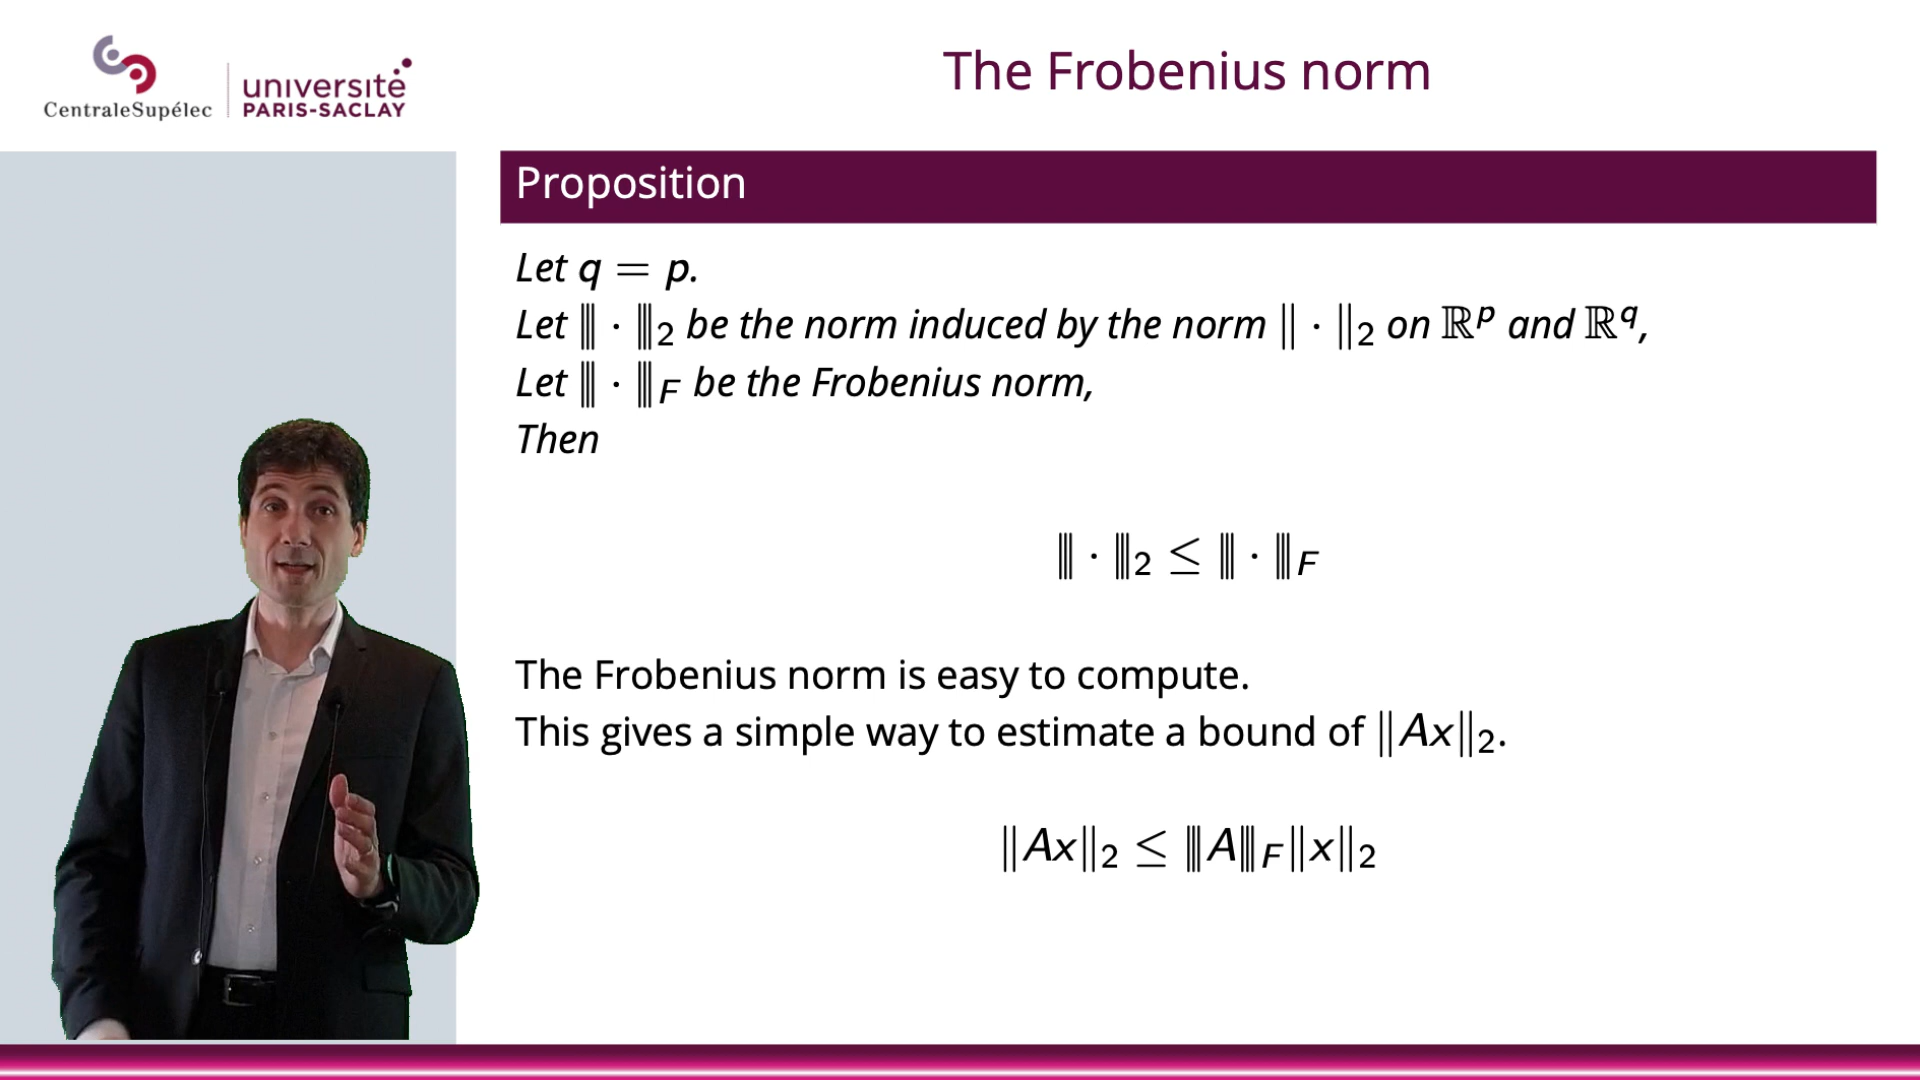 CentraleSupélec
université
PARIS-SACLAY
The Frobenius norm
Proposition
Let q = p.
Let ⦀ · ⦀₂ be the norm induced by the norm ‖ · ‖₂ on ℝᵖ and ℝ^q,
Let ⦀ · ⦀_F be the Frobenius norm,
Then
⦀ · ⦀₂ ≤ ⦀ · ⦀_F
The Frobenius norm is easy to compute.
This gives a simple way to estimate a bound of ‖Ax‖₂.
‖Ax‖₂ ≤ ⦀A⦀_F‖x‖₂